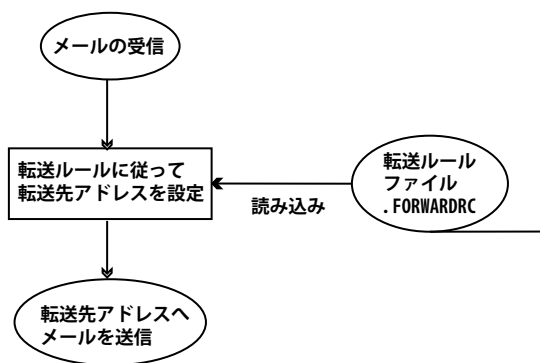 メールの受信
転送ルールに従って
転送先アドレスを設定
転送ルール
ファイル
.FORWARDRC
読み込み
転送先アドレスへ
メールを送信